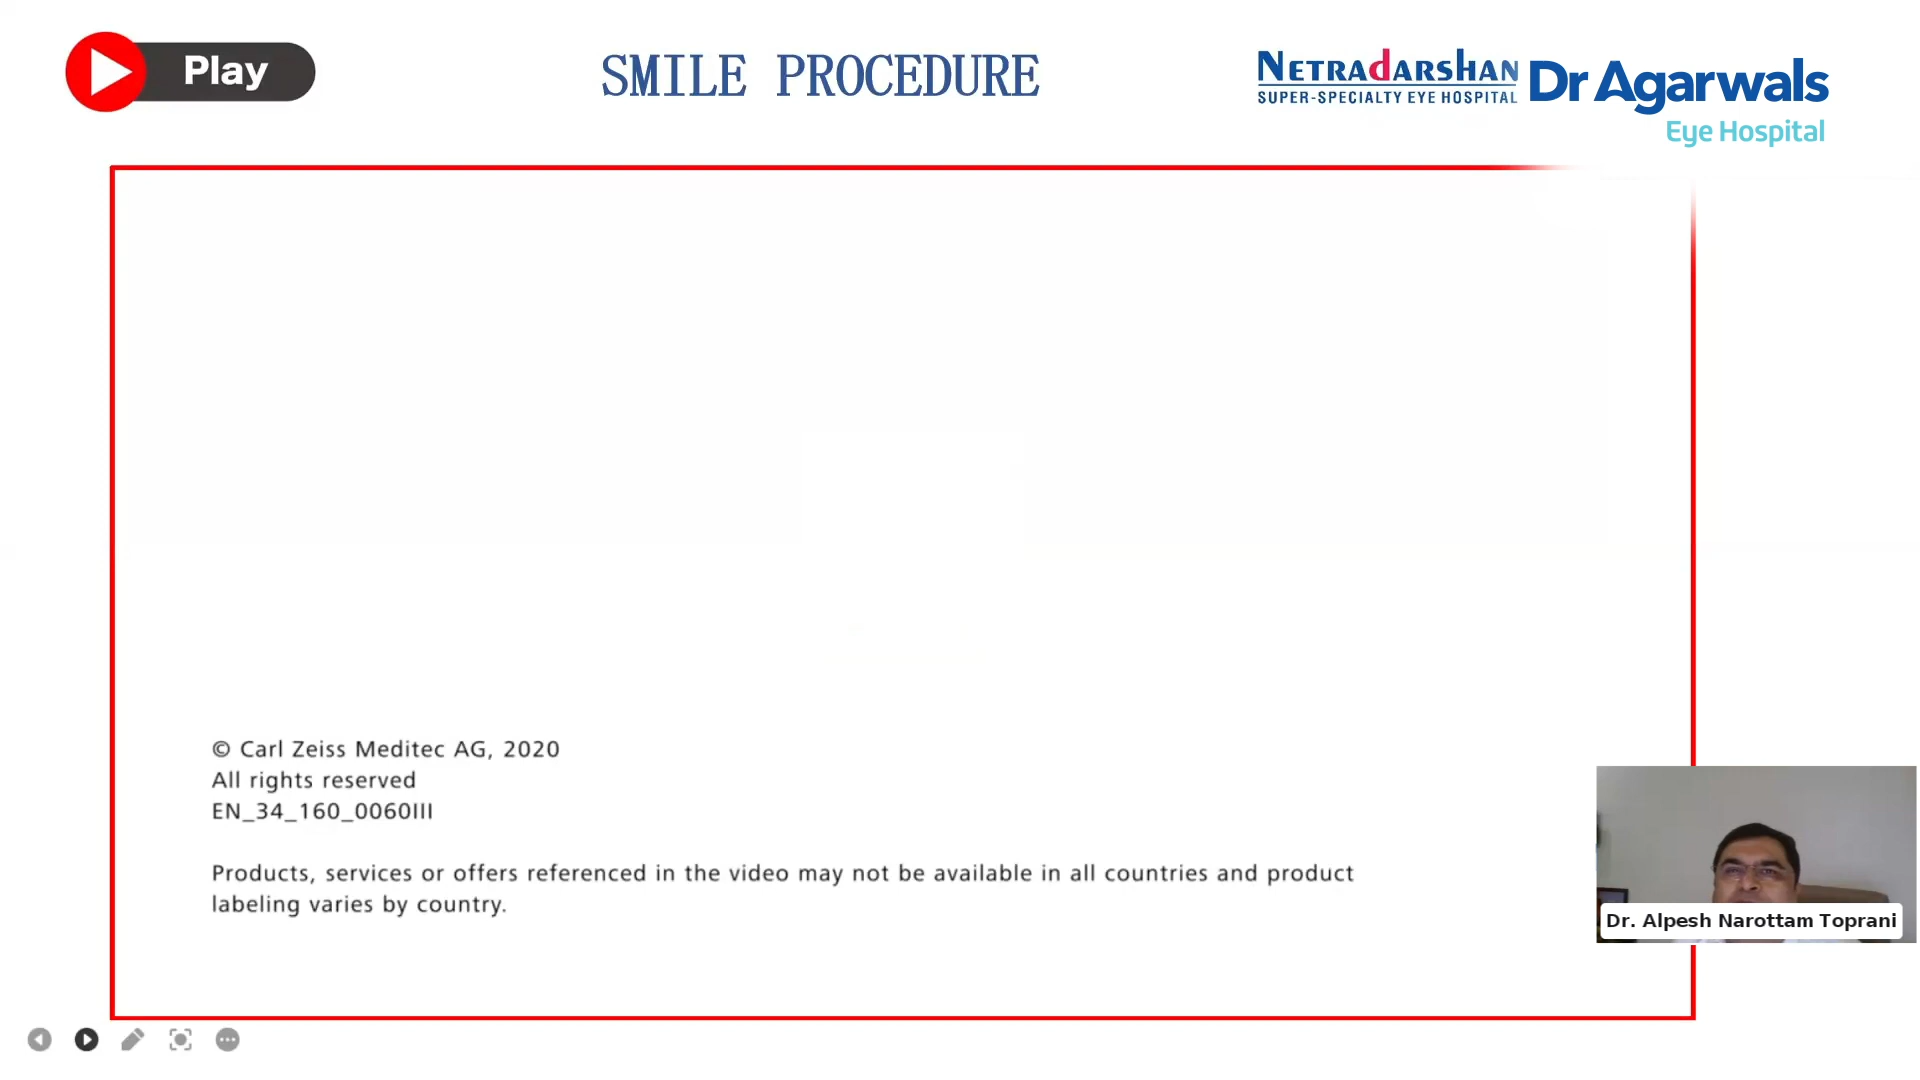 Play
SMILE PROCEDURE
NETRADARSHAN
SUPER-SPECIALTY EYE HOSPITAL
Dr Agarwals
Eye Hospital
© Carl Zeiss Meditec AG, 2020
All rights reserved
EN_34_160_0060III
Products, services or offers referenced in the video may not be available in all countries and product
labeling varies by country.
Dr. Alpesh Narottam Toprani